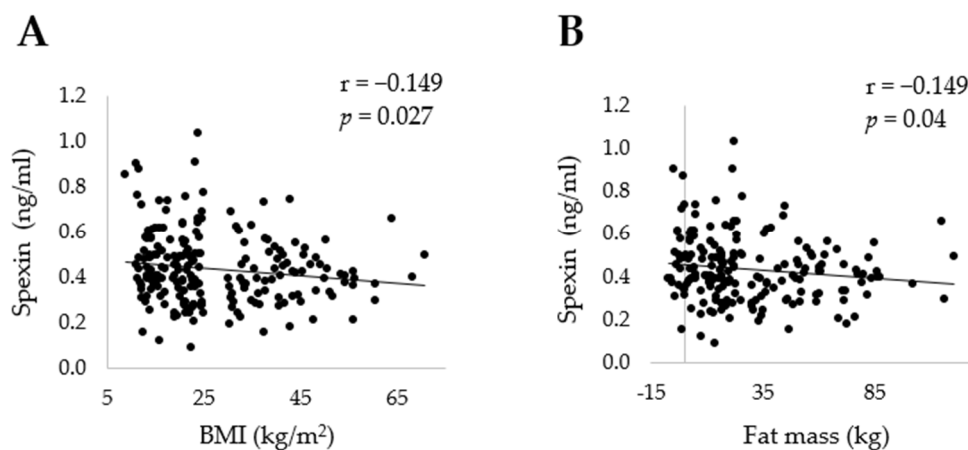 A
r = −0.149
p = 0.027
Spexin (ng/ml)
1.2
1.0
0.8
0.6
0.4
0.2
0.0
5 25 45 65
BMI (kg/m²)
B
r = −0.149
p = 0.04
Spexin (ng/ml)
1.2
1.0
0.8
0.6
0.4
0.2
0.0
-15 35 85
Fat mass (kg)